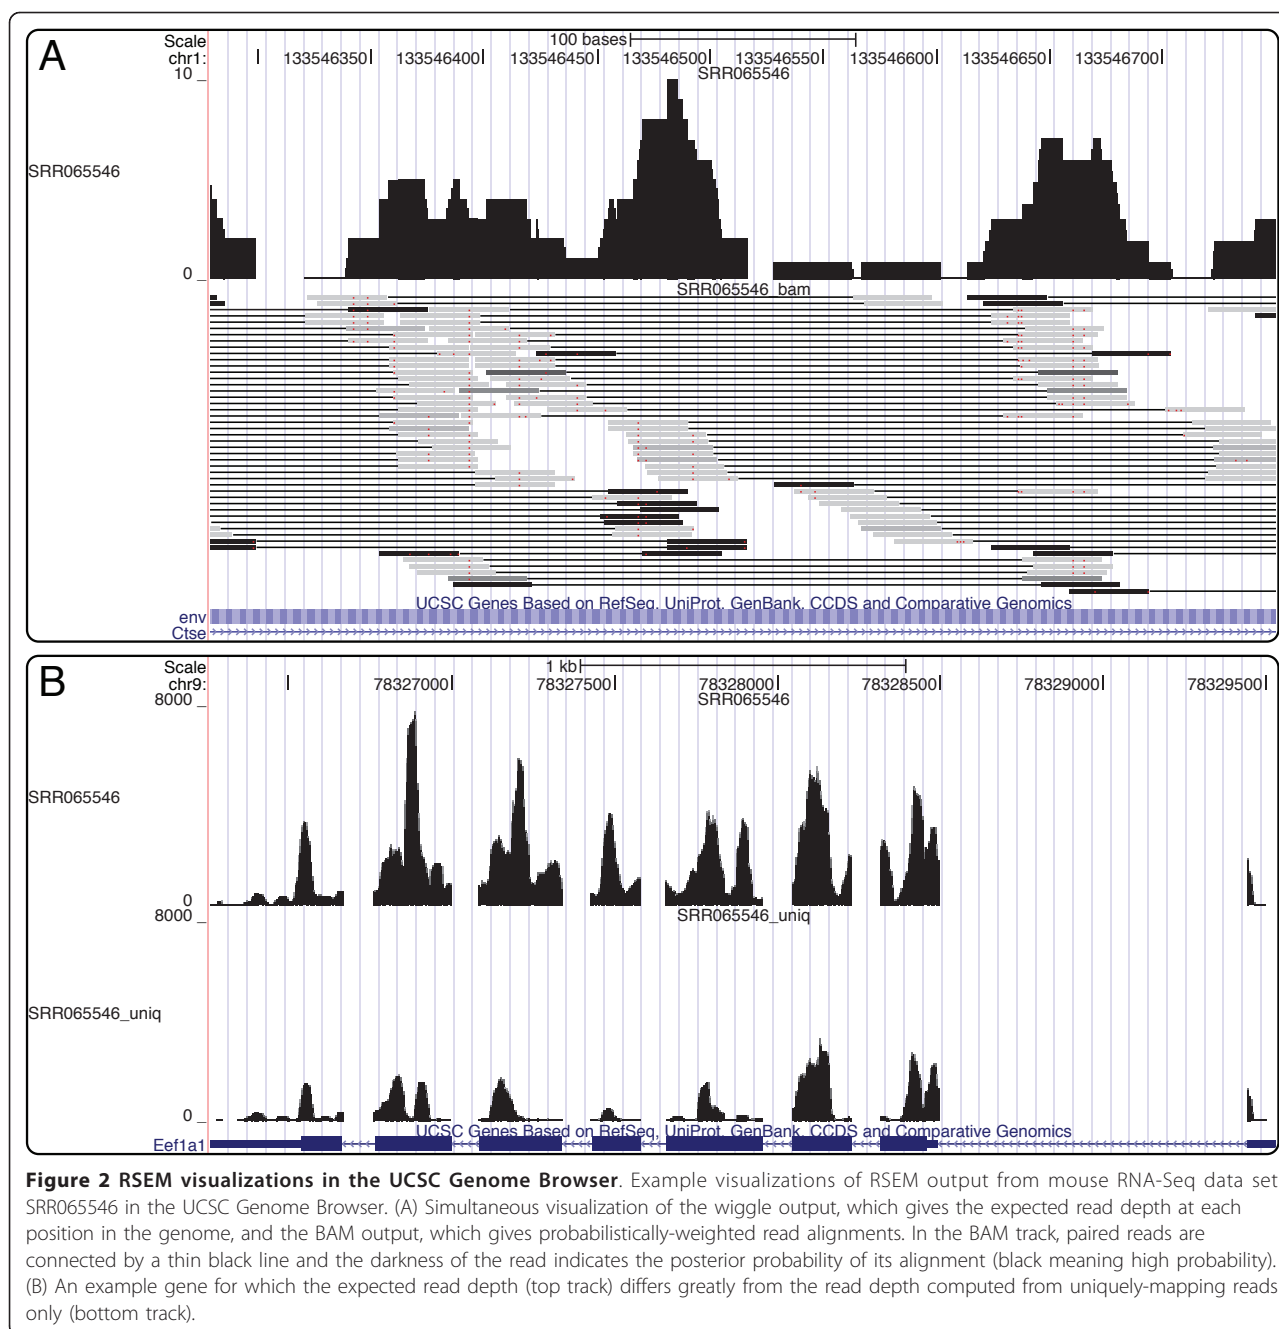 A
Scale
100 bases
chr1:
133546350
133546400
133546450
133546500
133546550
133546600
133546650
133546700
SRR065546
10 _
SRR065546
0 _
SRR065546_bam
UCSC Genes Based on RefSeq, UniProt, GenBank, CCDS and Comparative Genomics
env
Ctse
B
Scale
1 kb
chr9:
78327000
78327500
78328000
78328500
78329000
78329500
SRR065546
8000 _
SRR065546
0 _
SRR065546_uniq
8000 _
SRR065546_uniq
0 _
UCSC Genes Based on RefSeq, UniProt, GenBank, CCDS and Comparative Genomics
Eef1a1
Figure 2 RSEM visualizations in the UCSC Genome Browser. Example visualizations of RSEM output from mouse RNA-Seq data set
SRR065546 in the UCSC Genome Browser. (A) Simultaneous visualization of the wiggle output, which gives the expected read depth at each
position in the genome, and the BAM output, which gives probabilistically-weighted read alignments. In the BAM track, paired reads are
connected by a thin black line and the darkness of the read indicates the posterior probability of its alignment (black meaning high probability).
(B) An example gene for which the expected read depth (top track) differs greatly from the read depth computed from uniquely-mapping reads
only (bottom track).